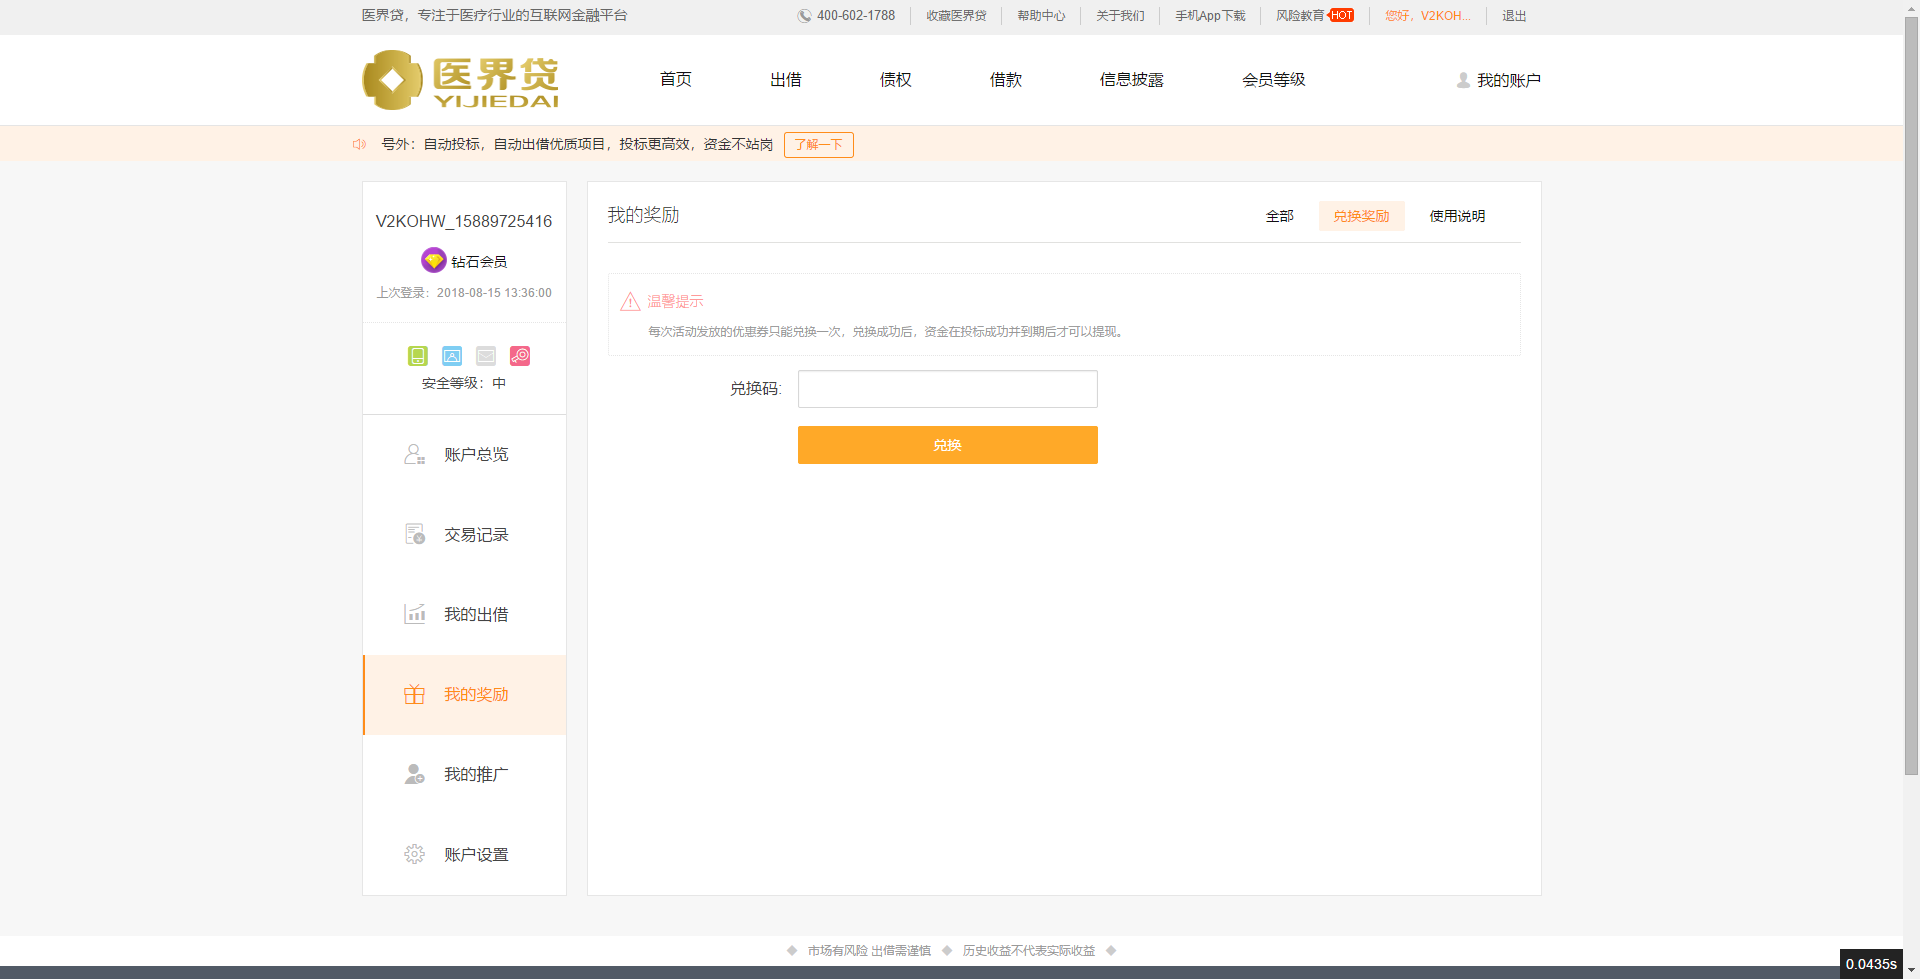 医界贷，专注于医疗行业的互联网金融平台
400-602-1788
收藏医界贷
帮助中心
关于我们
手机App下载
风险教育 HOT
您好，V2KOH...
退出
医界贷
YIJIEDAI
首页
出借
债权
借款
信息披露
会员等级
我的账户
号外：自动投标，自动出借优质项目，投标更高效，资金不站岗
了解一下
V2KOHW_15889725416
钻石会员
上次登录：2018-08-15 13:36:00
安全等级：中
账户总览
交易记录
我的出借
我的奖励
我的推广
账户设置
我的奖励
全部
兑换奖励
使用说明
温馨提示
每次活动发放的优惠券只能兑换一次，兑换成功后，资金在投标成功并到期后才可以提现。
兑换码:
兑换
市场有风险 出借需谨慎
历史收益不代表实际收益
0.0435s